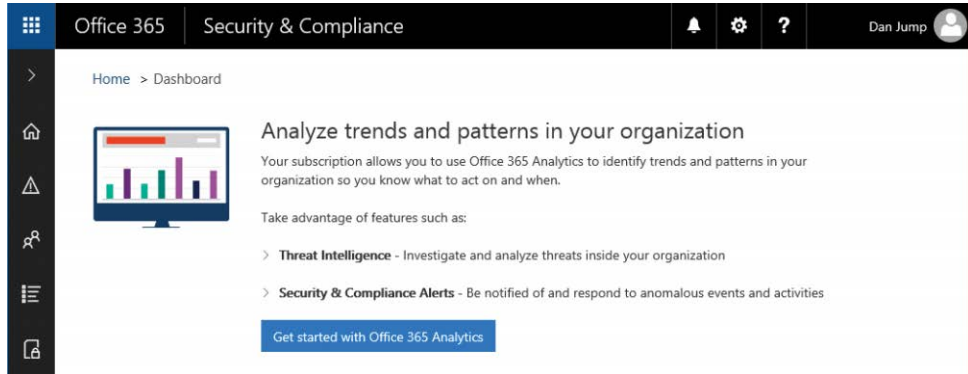 Office 365 Security & Compliance ? Dan Jump
Home > Dashboard
Analyze trends and patterns in your organization
Your subscription allows you to use Office 365 Analytics to identify trends and patterns in your
organization so you know what to act on and when.
Take advantage of features such as:
> Threat Intelligence - Investigate and analyze threats inside your organization
> Security & Compliance Alerts - Be notified of and respond to anomalous events and activities
Get started with Office 365 Analytics